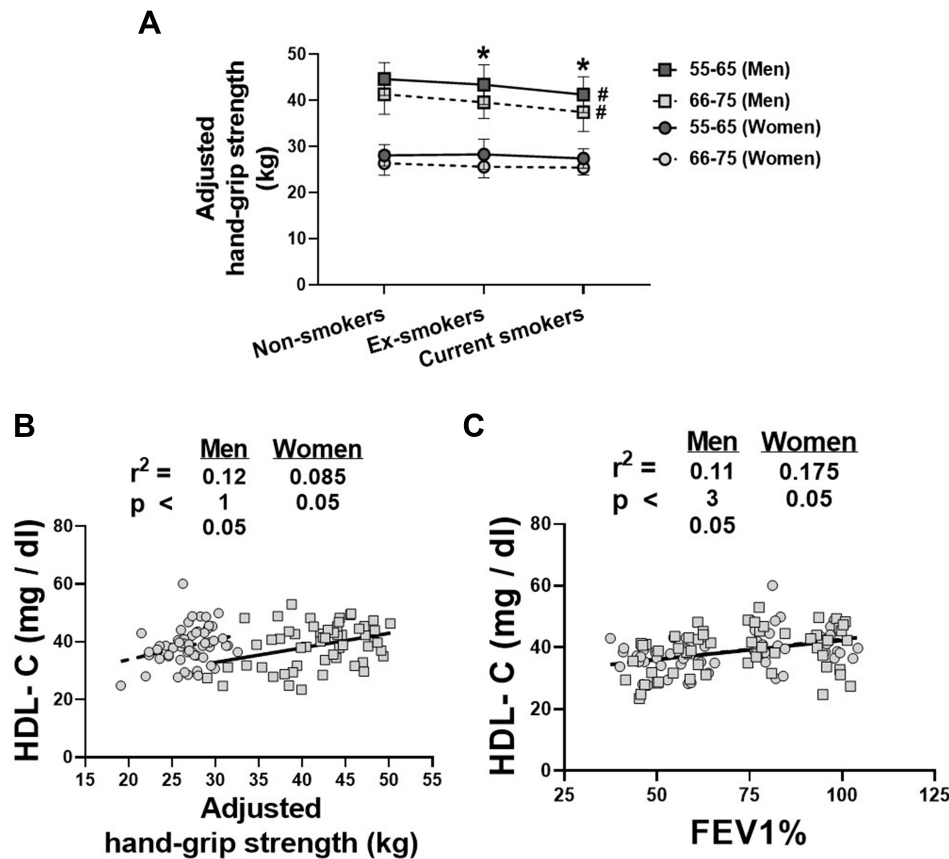 A
Adjusted
hand-grip strength
(kg)
50
40
30
20
10
0
* *
#
#
Non-smokers
Ex-smokers
Current smokers
55-65 (Men)
66-75 (Men)
55-65 (Women)
66-75 (Women)
B
Men Women
r² = 0.12 0.085
p < 1 0.05
0.05
HDL- C (mg / dl)
80
60
40
20
0
15 20 25 30 35 40 45 50 55
Adjusted
hand-grip strength (kg)
C
Men Women
r² = 0.11 0.175
p < 3 0.05
0.05
HDL- C (mg / dl)
80
60
40
20
0
25 50 75 100 125
FEV1%